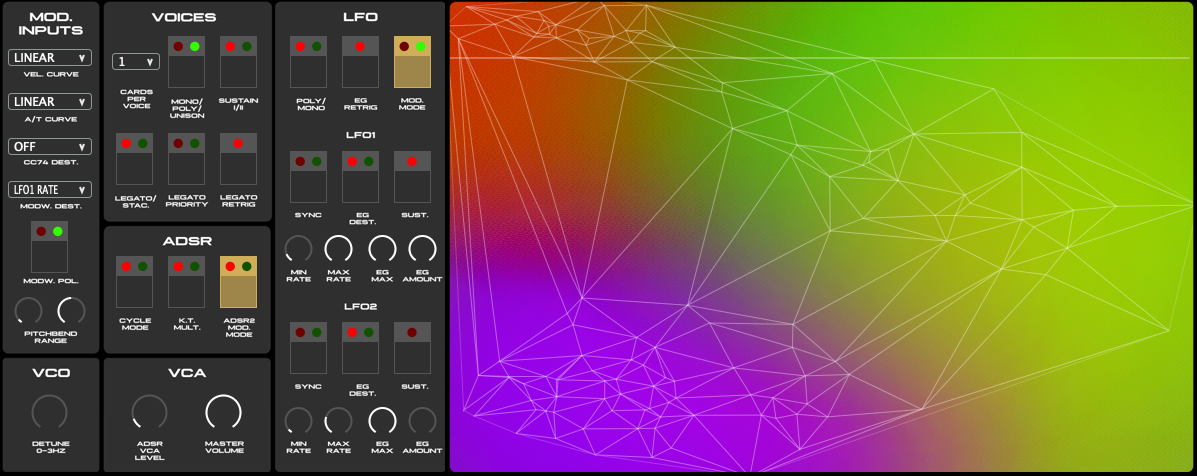 MOD.
INPUTS
LINEAR
VEL. CURVE
LINEAR
A/T CURVE
OFF
CC74 DEST.
LFO1 RATE
MODW. DEST.
MODW. POL.
PITCHBEND
RANGE
VOICES
1
CARDS
PER
VOICE
MONO/
POLY/
UNISON
SUSTAIN
I/II
LEGATO/
STAC.
LEGATO
PRIORITY
LEGATO
RETRIG
ADSR
CYCLE
MODE
K.T.
MULT.
ADSR2
MOD.
MODE
LFO
POLY/
MONO
EG
RETRIG
MOD.
MODE
LFO1
SYNC
EG
DEST.
SUST.
MIN
RATE
MAX
RATE
EG
MAX
EG
AMOUNT
LFO2
SYNC
EG
DEST.
SUST.
MIN
RATE
MAX
RATE
EG
MAX
EG
AMOUNT
VCO
DETUNE
0-3HZ
VCA
ADSR
VCA
LEVEL
MASTER
VOLUME